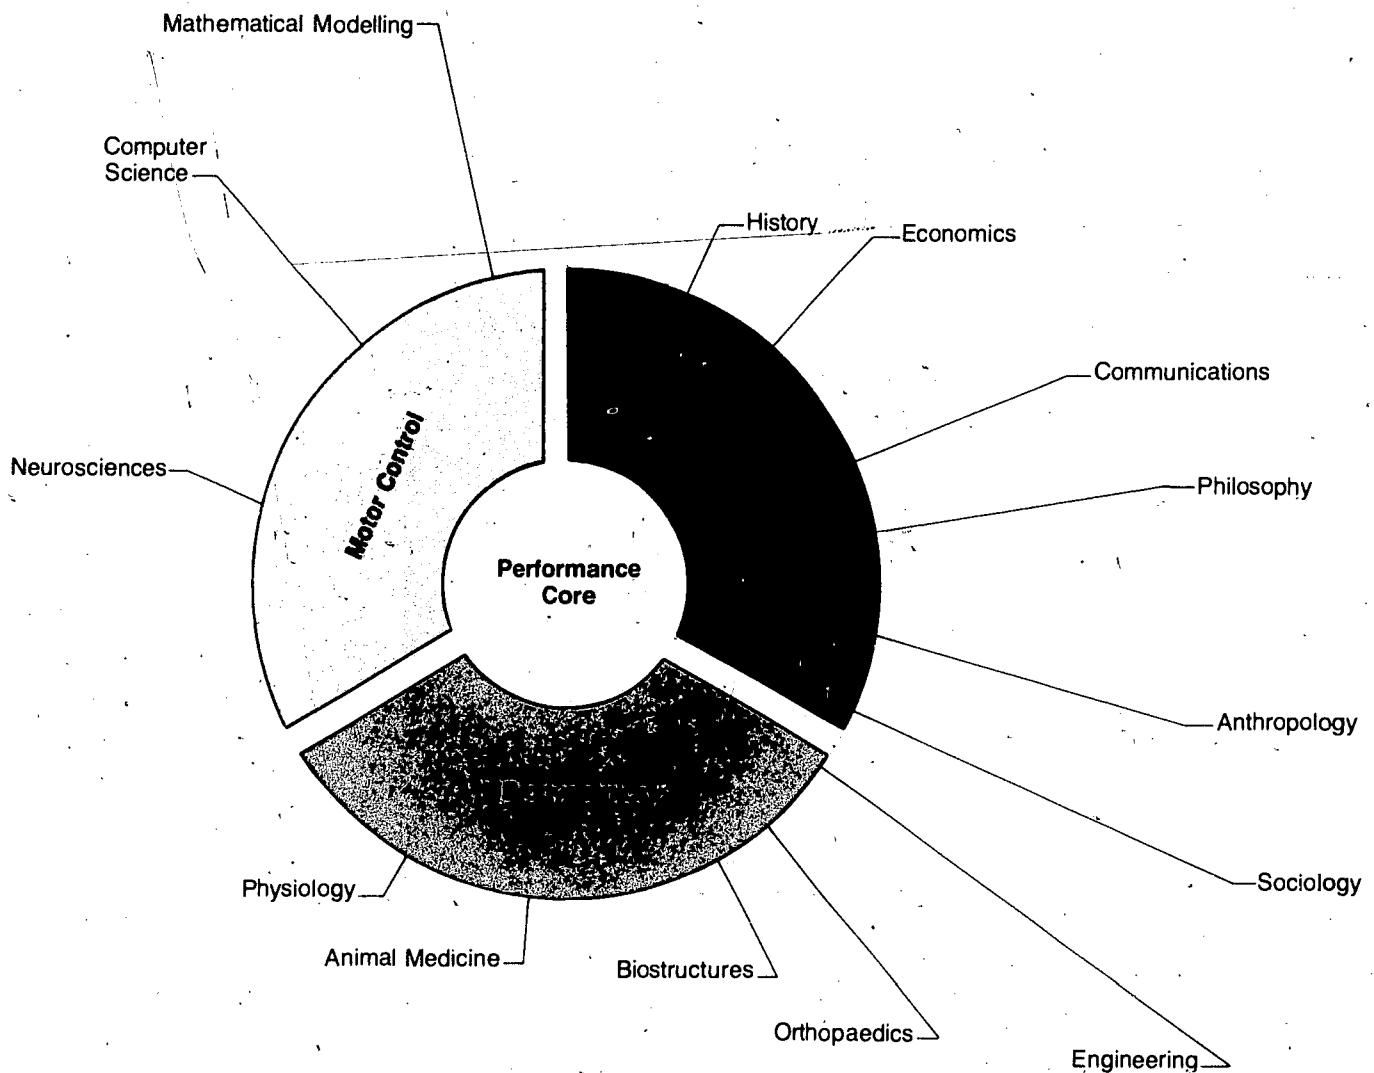 Mathematical Modelling
Computer
Science
History
Economics
Communications
Neurosciences
Motor Control
Philosophy
Performance
Core
Anthropology
Physiology
Sociology
Animal Medicine
Biostructures
Orthopaedics
Engineering